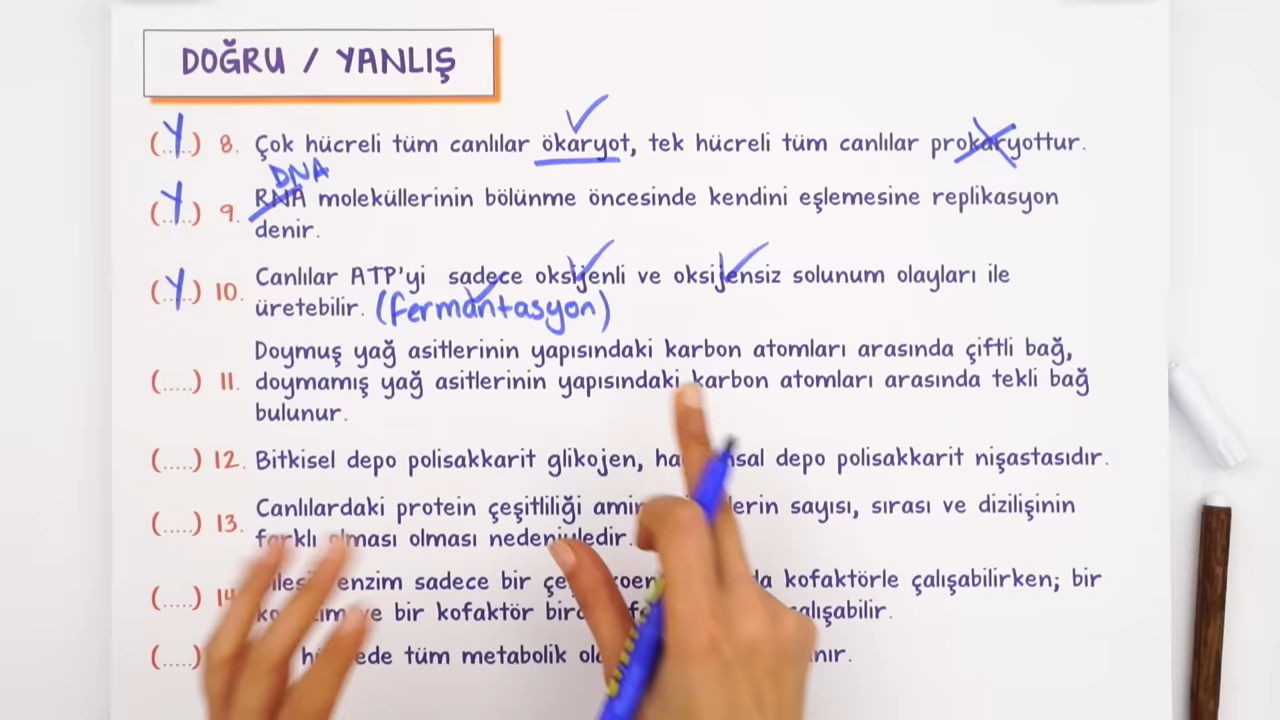 DOĞRU / YANLIŞ
(.Y.) 8. Çok hücreli tüm canlılar ökaryot, tek hücreli tüm canlılar prokaryottur.
DNA
(.Y.) 9. RNA moleküllerinin bölünme öncesinde kendini eşlemesine replikasyon
denir.
(.Y.) 10. Canlılar ATP'yi sadece oksijenli ve oksijensiz solunum olayları ile
üretebilir. (fermantasyon)
Doymuş yağ asitlerinin yapısındaki karbon atomları arasında çiftli bağ,
(.....) 11. doymamış yağ asitlerinin yapısındaki karbon atomları arasında tekli bağ
bulunur.
(.....) 12. Bitkisel depo polisakkarit glikojen, depo polisakkarit nişastasıdır.
Canlılardaki protein çeşitliliği sayısı, sırası ve dizilişinin
(.....) 13. farklı olması olması nedeniyledir.
(.....) enzim sadece bir kofaktörle çalışabilirken; bir
ve bir kofaktör çalışabilir.
(.....) tüm metabolik